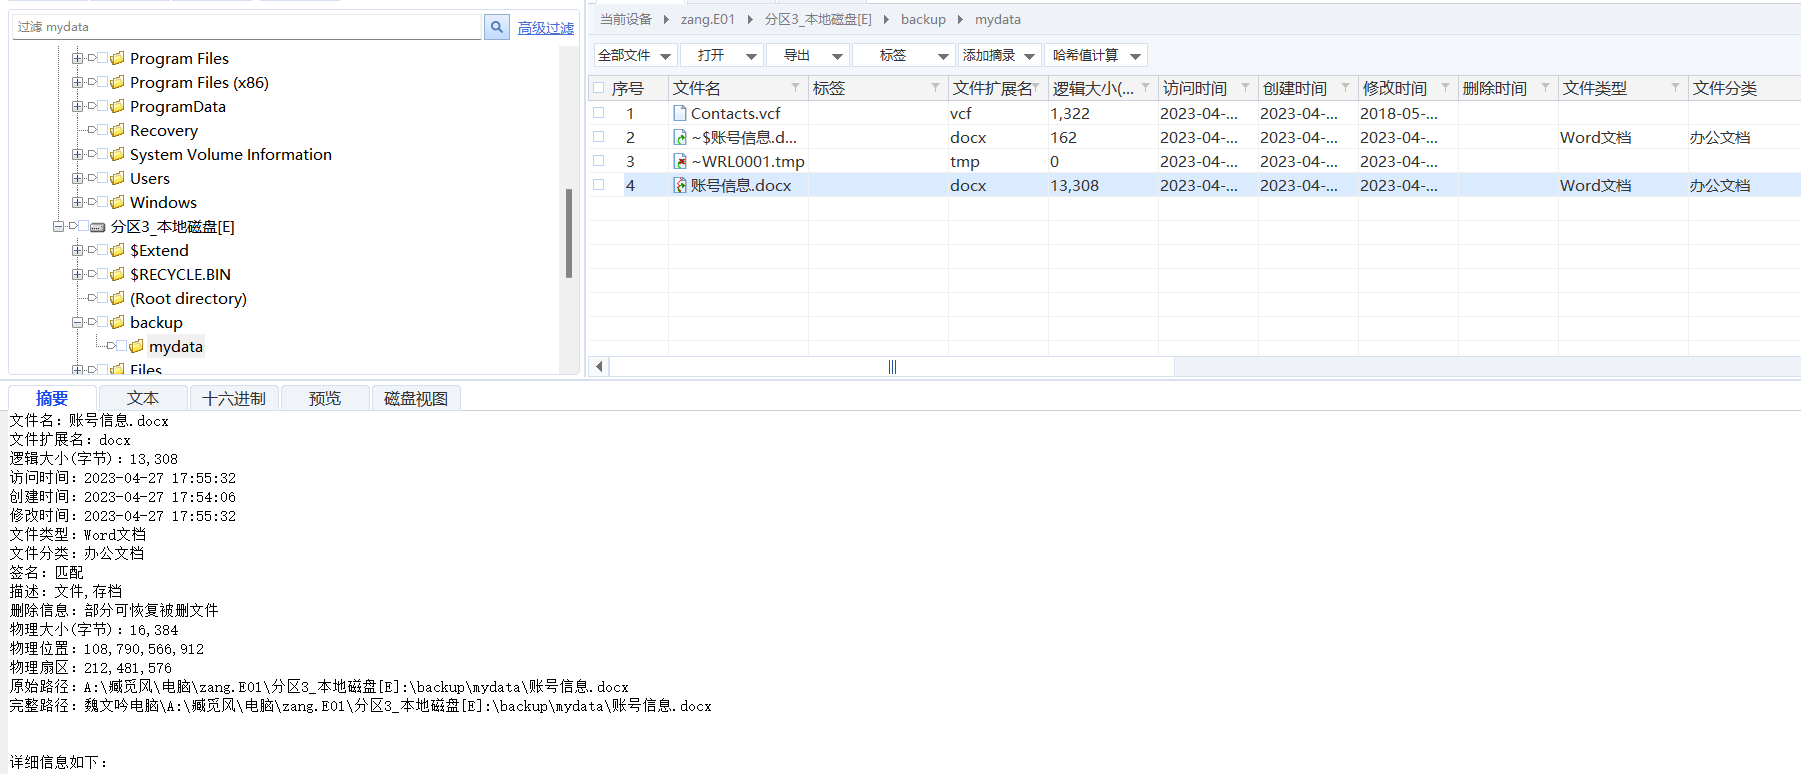 过滤 mydata
高级过滤
Program Files
Program Files (x86)
ProgramData
Recovery
System Volume Information
Users
Windows
分区3_本地磁盘[E]
$Extend
$RECYCLE.BIN
(Root directory)
backup
mydata
Files
当前设备 zang.E01 分区3_本地磁盘[E] backup mydata
全部文件 打开 导出 标签 添加摘录 哈希值计算
序号 文件名 标签 文件扩展名 逻辑大小(... 访问时间 创建时间 修改时间 删除时间 文件类型 文件分类
1 Contacts.vcf vcf 1,322 2023-04-... 2023-04-... 2018-05-...
2 ~$账号信息.d... docx 162 2023-04-... 2023-04-... 2023-04-... Word文档 办公文档
3 ~WRL0001.tmp tmp 0 2023-04-... 2023-04-... 2023-04-...
4 账号信息.docx docx 13,308 2023-04-... 2023-04-... 2023-04-... Word文档 办公文档
摘要 文本 十六进制 预览 磁盘视图
文件名：账号信息.docx
文件扩展名：docx
逻辑大小(字节)：13,308
访问时间：2023-04-27 17:55:32
创建时间：2023-04-27 17:54:06
修改时间：2023-04-27 17:55:32
文件类型：Word文档
文件分类：办公文档
签名：匹配
描述：文件,存档
删除信息：部分可恢复被删文件
物理大小(字节)：16,384
物理位置：108,790,566,912
物理扇区：212,481,576
原始路径：A:\臧觅风\电脑\zang.E01\分区3_本地磁盘[E]:\backup\mydata\账号信息.docx
完整路径：魏文吟电脑\A:\臧觅风\电脑\zang.E01\分区3_本地磁盘[E]:\backup\mydata\账号信息.docx
详细信息如下：